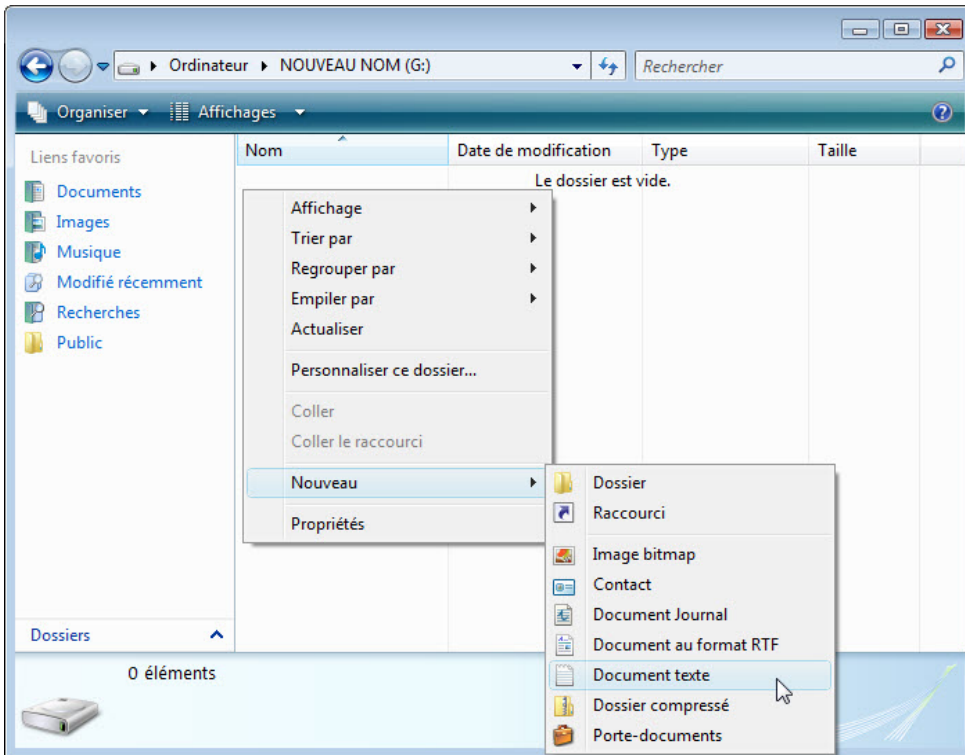 Ordinateur NOUVEAU NOM (G:) Rechercher
Organiser Affichages
Liens favoris
Documents
Images
Musique
Modifié récemment
Recherches
Public
Dossiers
Nom Date de modification Type Taille
Le dossier est vide.
Affichage
Trier par
Regrouper par
Empiler par
Actualiser
Personnaliser ce dossier...
Coller
Coller le raccourci
Nouveau
Propriétés
Dossier
Raccourci
Image bitmap
Contact
Document Journal
Document au format RTF
Document texte
Dossier compressé
Porte-documents
0 éléments